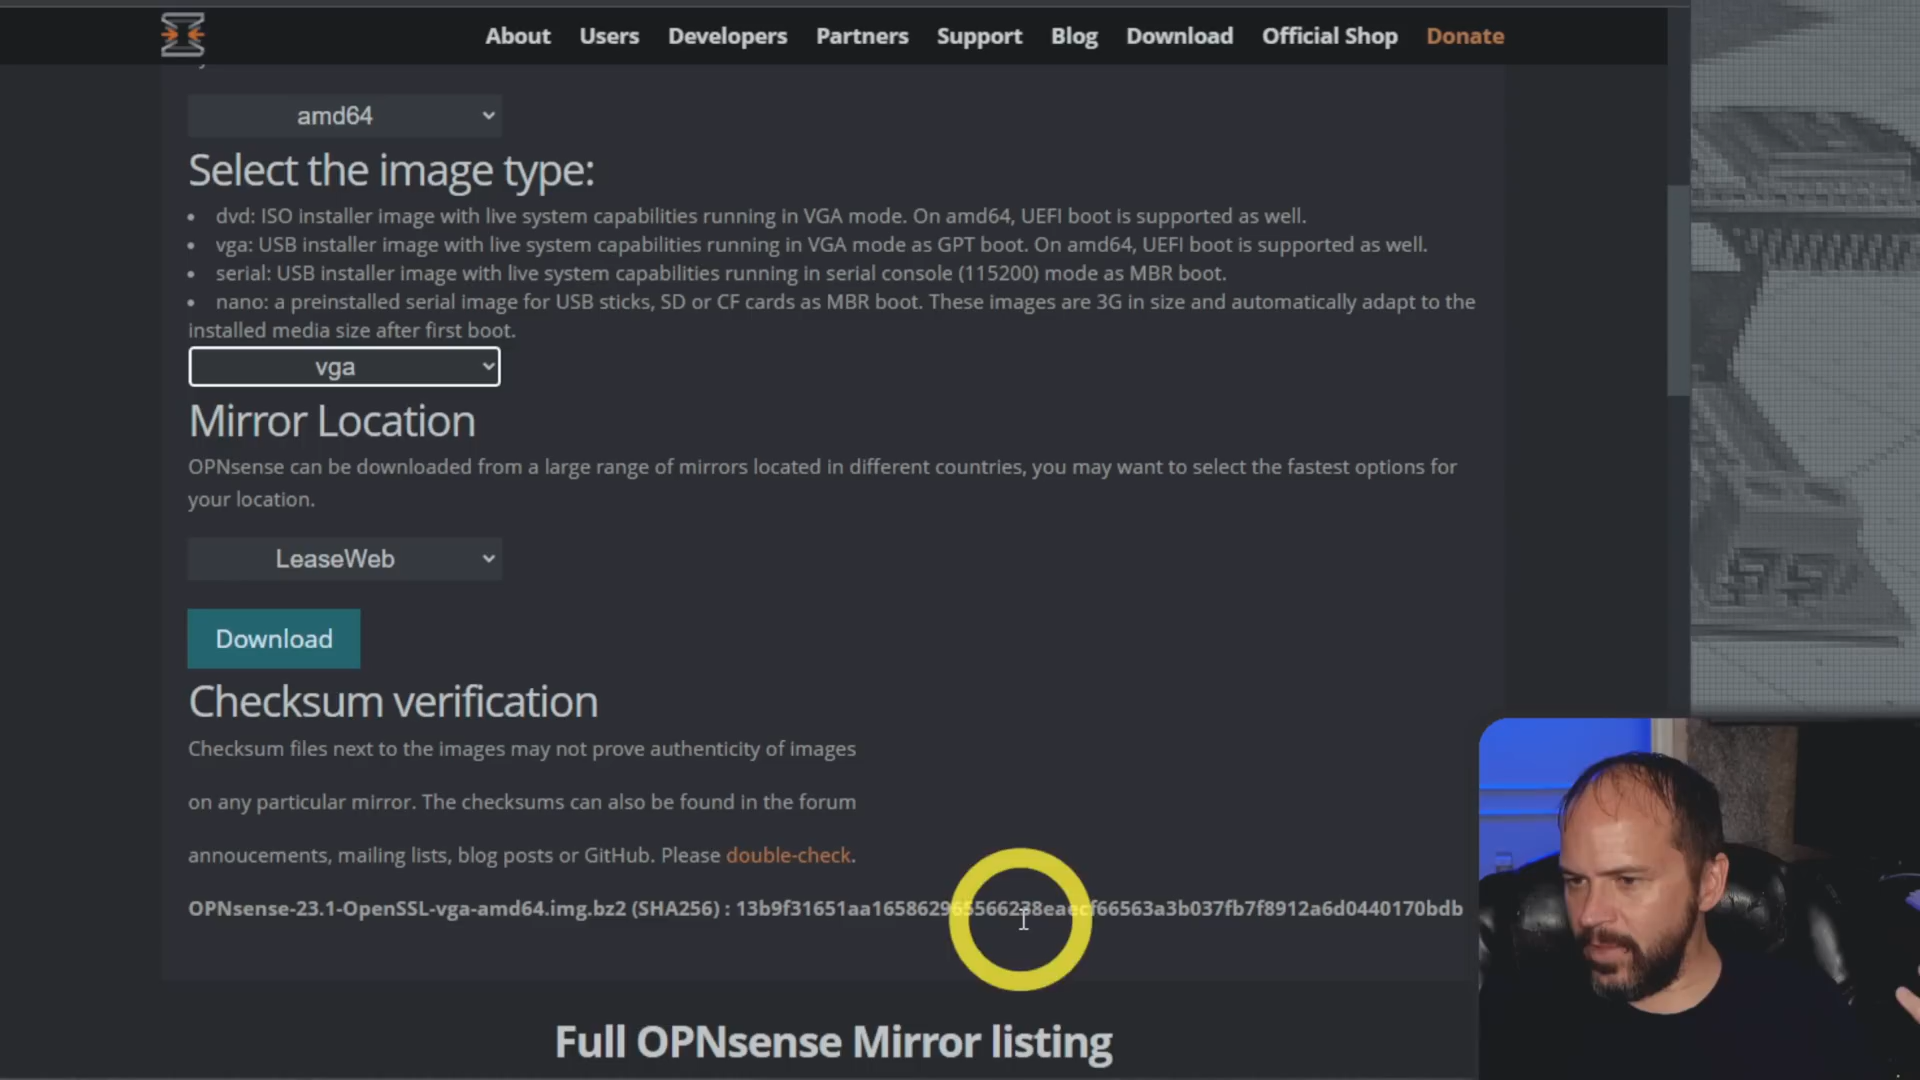 About Users Developers Partners Support Blog Download Official Shop Donate
amd64
Select the image type:
• dvd: ISO installer image with live system capabilities running in VGA mode. On amd64, UEFI boot is supported as well.
• vga: USB installer image with live system capabilities running in VGA mode as GPT boot. On amd64, UEFI boot is supported as well.
• serial: USB installer image with live system capabilities running in serial console (115200) mode as MBR boot.
• nano: a preinstalled serial image for USB sticks, SD or CF cards as MBR boot. These images are 3G in size and automatically adapt to the
installed media size after first boot.
vga
Mirror Location
OPNsense can be downloaded from a large range of mirrors located in different countries, you may want to select the fastest options for
your location.
LeaseWeb
Download
Checksum verification
Checksum files next to the images may not prove authenticity of images
on any particular mirror. The checksums can also be found in the forum
annoucements, mailing lists, blog posts or GitHub. Please double-check.
OPNsense-23.1-OpenSSL-vga-amd64.img.bz2 (SHA256) : 13b9f31651aa165862965566238eaecf66563a3b037fb7f8912a6d0440170bdb
Full OPNsense Mirror listing